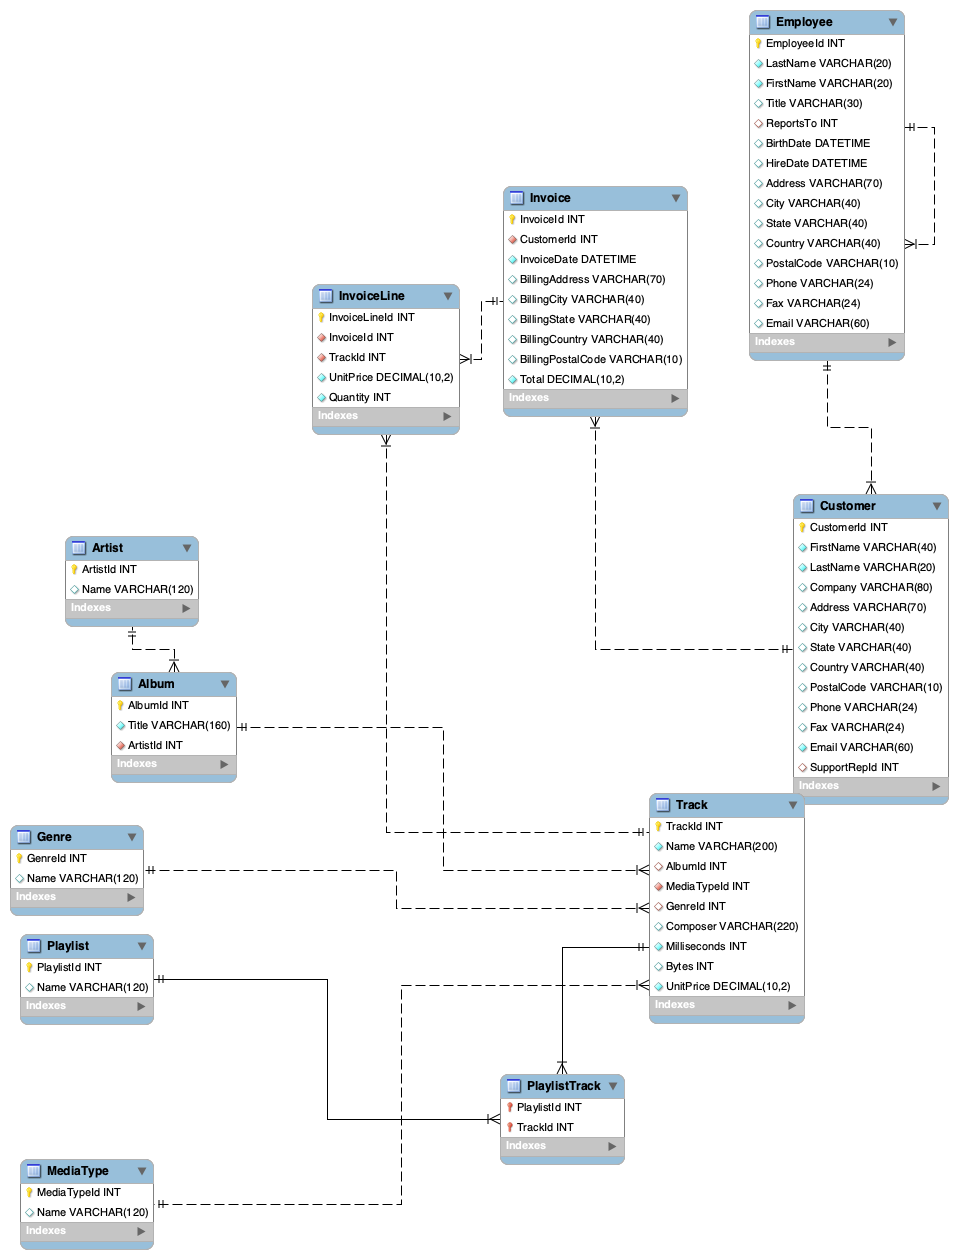 Employee
EmployeeId INT
LastName VARCHAR(20)
FirstName VARCHAR(20)
Title VARCHAR(30)
ReportsTo INT
BirthDate DATETIME
HireDate DATETIME
Address VARCHAR(70)
City VARCHAR(40)
State VARCHAR(40)
Country VARCHAR(40)
PostalCode VARCHAR(10)
Phone VARCHAR(24)
Fax VARCHAR(24)
Email VARCHAR(60)
Indexes
Invoice
InvoiceId INT
CustomerId INT
InvoiceDate DATETIME
BillingAddress VARCHAR(70)
BillingCity VARCHAR(40)
BillingState VARCHAR(40)
BillingCountry VARCHAR(40)
BillingPostalCode VARCHAR(10)
Total DECIMAL(10,2)
Indexes
InvoiceLine
InvoiceLineId INT
InvoiceId INT
TrackId INT
UnitPrice DECIMAL(10,2)
Quantity INT
Indexes
Customer
CustomerId INT
FirstName VARCHAR(40)
LastName VARCHAR(20)
Company VARCHAR(80)
Address VARCHAR(70)
City VARCHAR(40)
State VARCHAR(40)
Country VARCHAR(40)
PostalCode VARCHAR(10)
Phone VARCHAR(24)
Fax VARCHAR(24)
Email VARCHAR(60)
SupportRepId INT
Indexes
Artist
ArtistId INT
Name VARCHAR(120)
Indexes
Album
AlbumId INT
Title VARCHAR(160)
ArtistId INT
Indexes
Track
TrackId INT
Name VARCHAR(200)
AlbumId INT
MediaTypeId INT
GenreId INT
Composer VARCHAR(220)
Milliseconds INT
Bytes INT
UnitPrice DECIMAL(10,2)
Indexes
Genre
GenreId INT
Name VARCHAR(120)
Indexes
Playlist
PlaylistId INT
Name VARCHAR(120)
Indexes
PlaylistTrack
PlaylistId INT
TrackId INT
Indexes
MediaType
MediaTypeId INT
Name VARCHAR(120)
Indexes